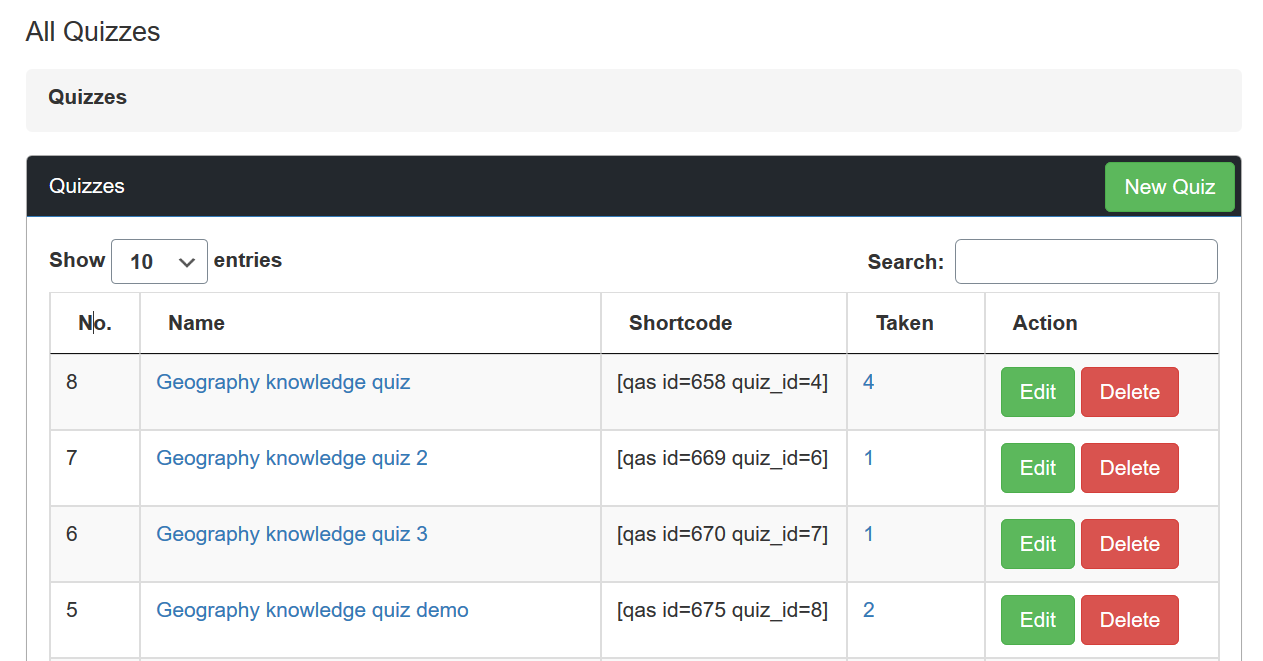 All Quizzes
Quizzes
Quizzes New Quiz
Show 10 entries Search:
No. Name Shortcode Taken Action
8 Geography knowledge quiz [qas id=658 quiz_id=4] 4 Edit Delete
7 Geography knowledge quiz 2 [qas id=669 quiz_id=6] 1 Edit Delete
6 Geography knowledge quiz 3 [qas id=670 quiz_id=7] 1 Edit Delete
5 Geography knowledge quiz demo [qas id=675 quiz_id=8] 2 Edit Delete